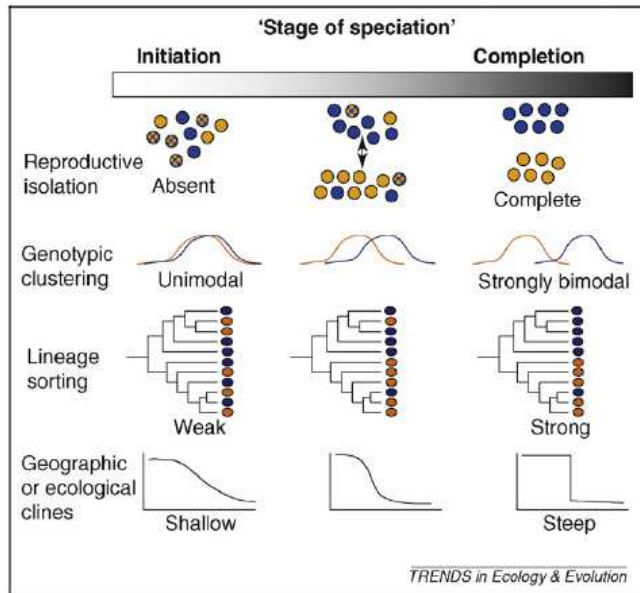 'Stage of speciation'
Initiation Completion
Reproductive
isolation
Absent Complete
Genotypic
clustering
Unimodal Strongly bimodal
Lineage
sorting
Weak Strong
Geographic
or ecological
clines
Shallow Steep
TRENDS in Ecology & Evolution